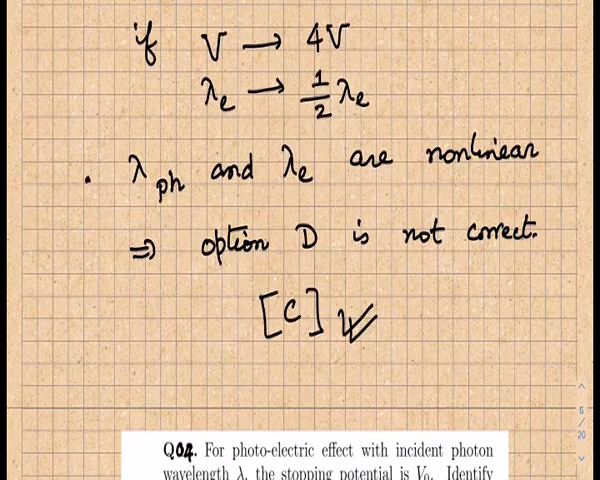 if V → 4V
λe → 1/2 λe
. λph and λe are nonlinear
⇒ option D is not correct.
[C]
5
/
20
Q04. For photo-electric effect with incident photon
wavelength λ, the stopping potential is V₀. Identify